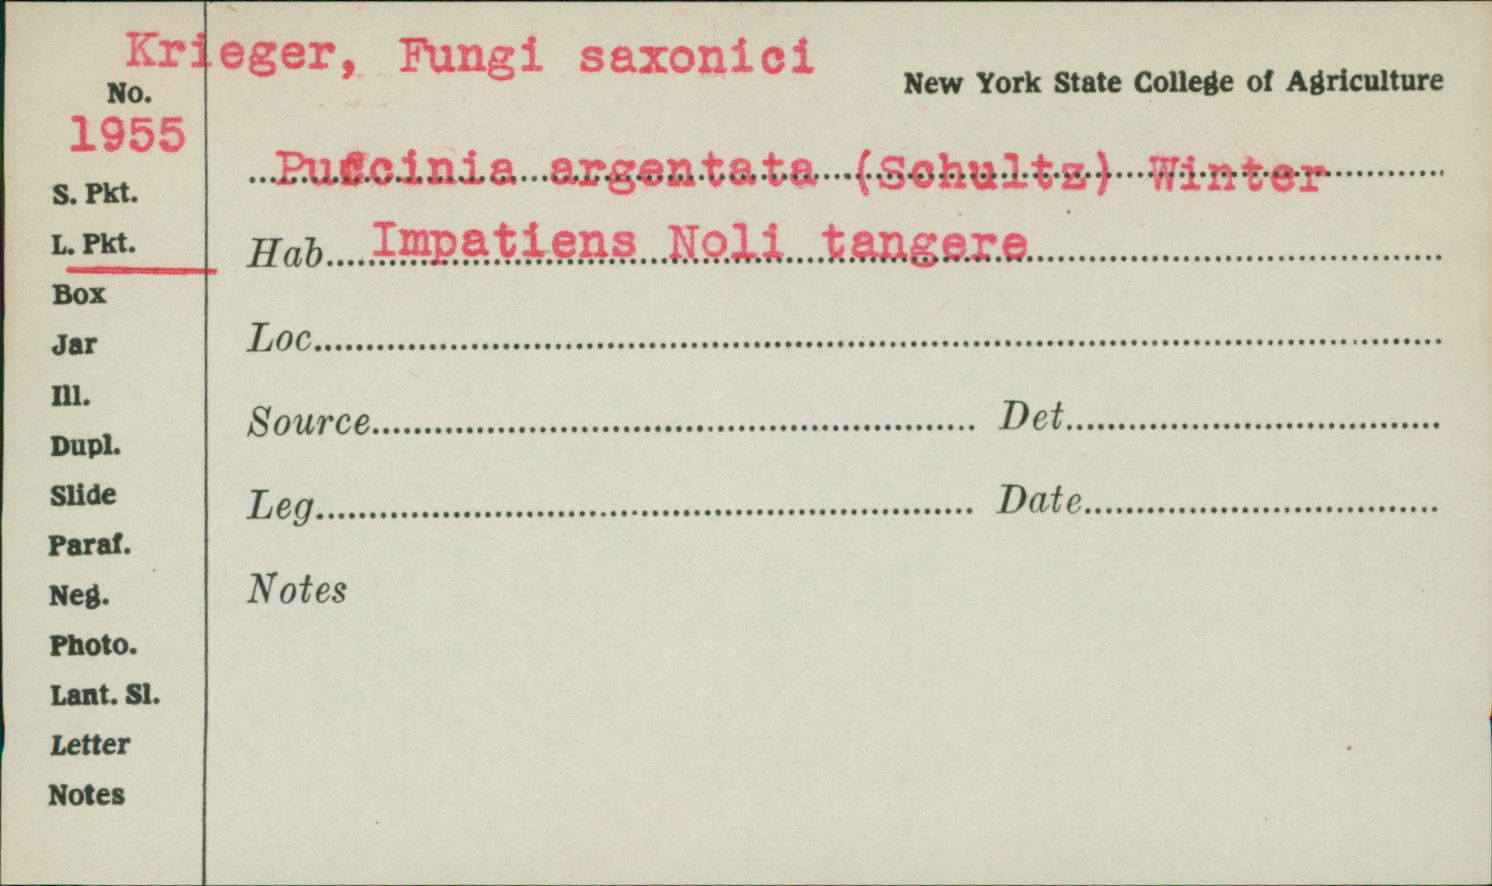 Krieger, Fungi saxonici
New York State College of Agriculture
No.
1955
Puccinia argentata (Schultz) Winter
S. Pkt.
L. Pkt.
Hab. Impatiens Noli tangere
Box
Jar
Loc.
Ill.
Source
Det.
Dupl.
Slide
Leg.
Date
Paraf.
Neg.
Notes
Photo.
Lant. Sl.
Letter
Notes